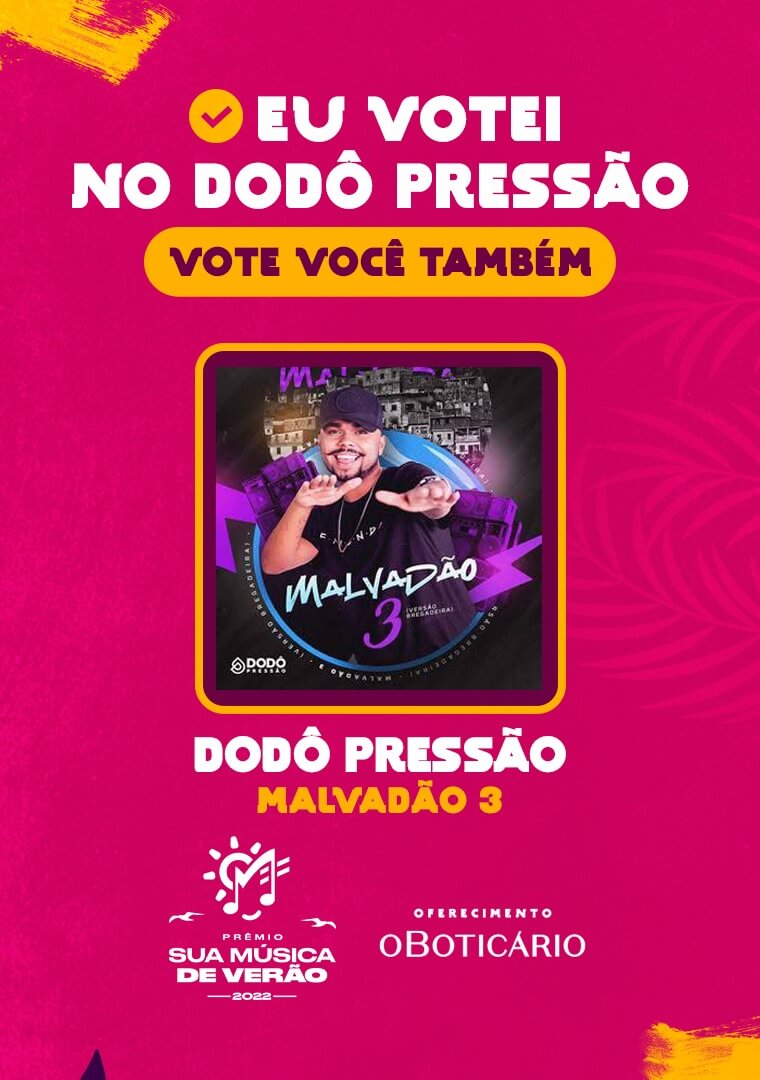 EU VOTEI
NO DODÔ PRESSÃO
VOTE VOCÊ TAMBÉM
MALVADÃO
3
(VERSÃO
BREGADEIRA)
DODÔ
PRESSÃO
DODÔ PRESSÃO
MALVADÃO 3
PRÊMIO
SUA MÚSICA
DE VERÃO
2022
OFERECIMENTO
OBOTICÁRIO